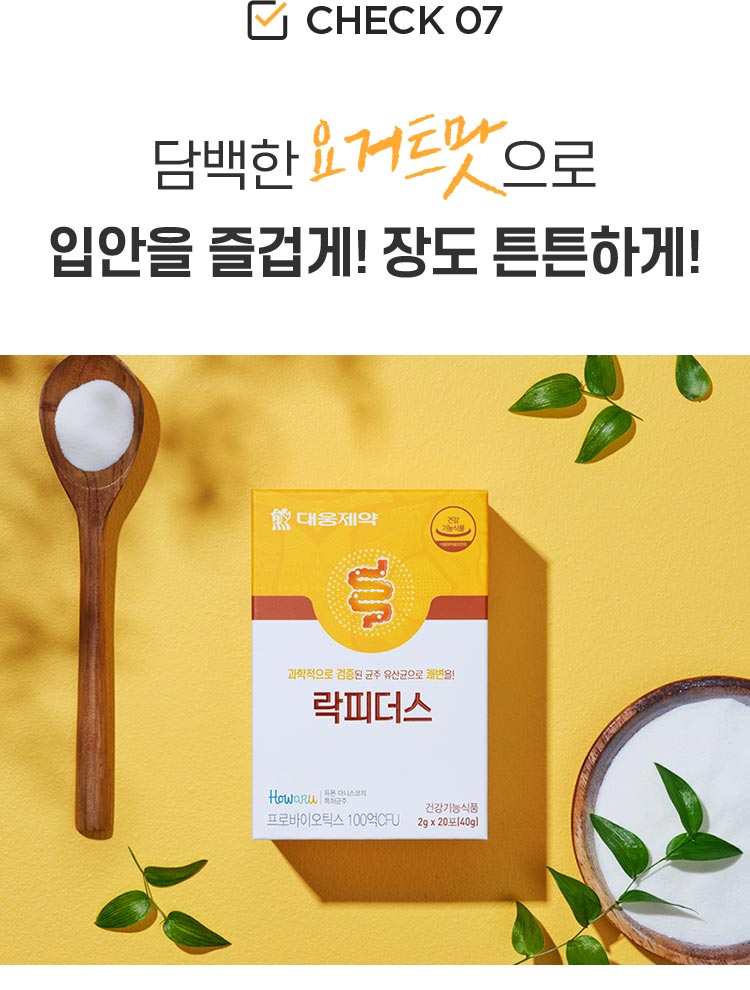 CHECK 07
담백한 요거트맛으로
입안을 즐겁게! 장도 튼튼하게!
대웅제약
건강
기능식품
과학적으로 검증된 균주 유산균으로 쾌변을!
락피더스
Howaru
듀폰 다니스코의
특허균주
프로바이오틱스 100억CFU
건강기능식품
2g x 20포(40g)